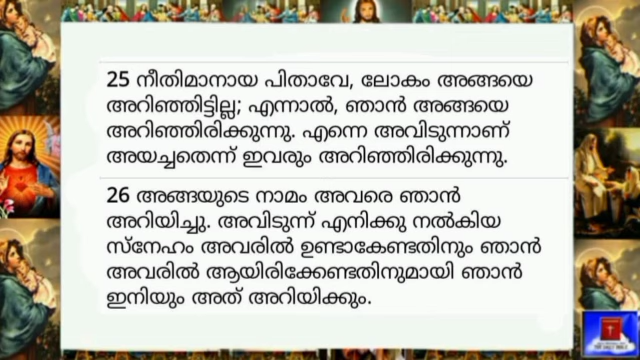 25 നീതിമാനായ പിതാവേ, ലോകം അങ്ങയെ
അറിഞ്ഞിട്ടില്ല; എന്നാൽ, ഞാൻ അങ്ങയെ
അറിഞ്ഞിരിക്കുന്നു. എന്നെ അവിടുന്നാണ്
അയച്ചതെന്ന് ഇവരും അറിഞ്ഞിരിക്കുന്നു.
26 അങ്ങയുടെ നാമം അവരെ ഞാൻ
അറിയിച്ചു. അവിടുന്ന് എനിക്കു നൽകിയ
സ്നേഹം അവരിൽ ഉണ്ടാകേണ്ടതിനും ഞാൻ
അവരിൽ ആയിരിക്കേണ്ടതിനുമായി ഞാൻ
ഇനിയും അത് അറിയിക്കും.